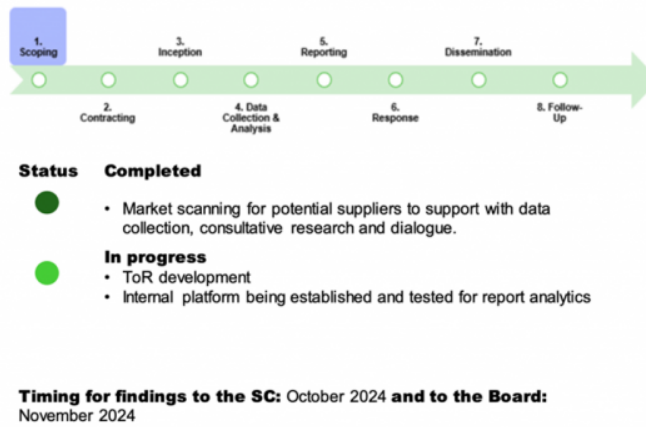 1.
Scoping
2.
Contracting
3.
Inception
4. Data
Collection &
Analysis
5.
Reporting
6.
Response
7.
Dissemination
8. Follow-
Up
Status Completed
• Market scanning for potential suppliers to support with data
collection, consultative research and dialogue.
In progress
• ToR development
• Internal platform being established and tested for report analytics
Timing for findings to the SC: October 2024 and to the Board:
November 2024